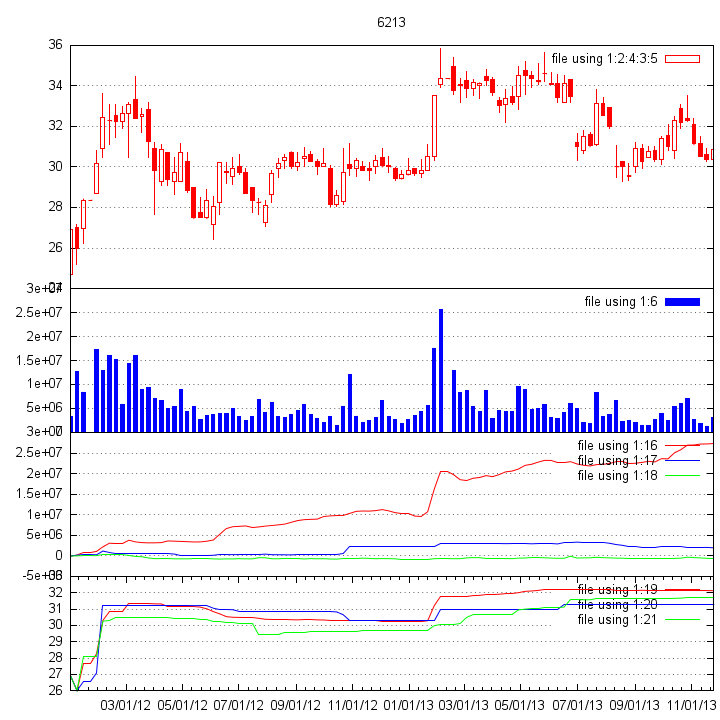 6213
36
file using 1:2:4:3:5
34
32
30
28
26
24
3e+07
file using 1:6
2.5e+07
2e+07
1.5e+07
1e+07
5e+06
0
3e+07
file using 1:16
2.5e+07
file using 1:17
2e+07
file using 1:18
1.5e+07
1e+07
5e+06
0
-5e+06
file using 1:19
32
file using 1:20
31
file using 1:21
30
29
28
27
26
03/01/12 05/01/12 07/01/12 09/01/12 11/01/12 01/01/13 03/01/13 05/01/13 07/01/13 09/01/13 11/01/13